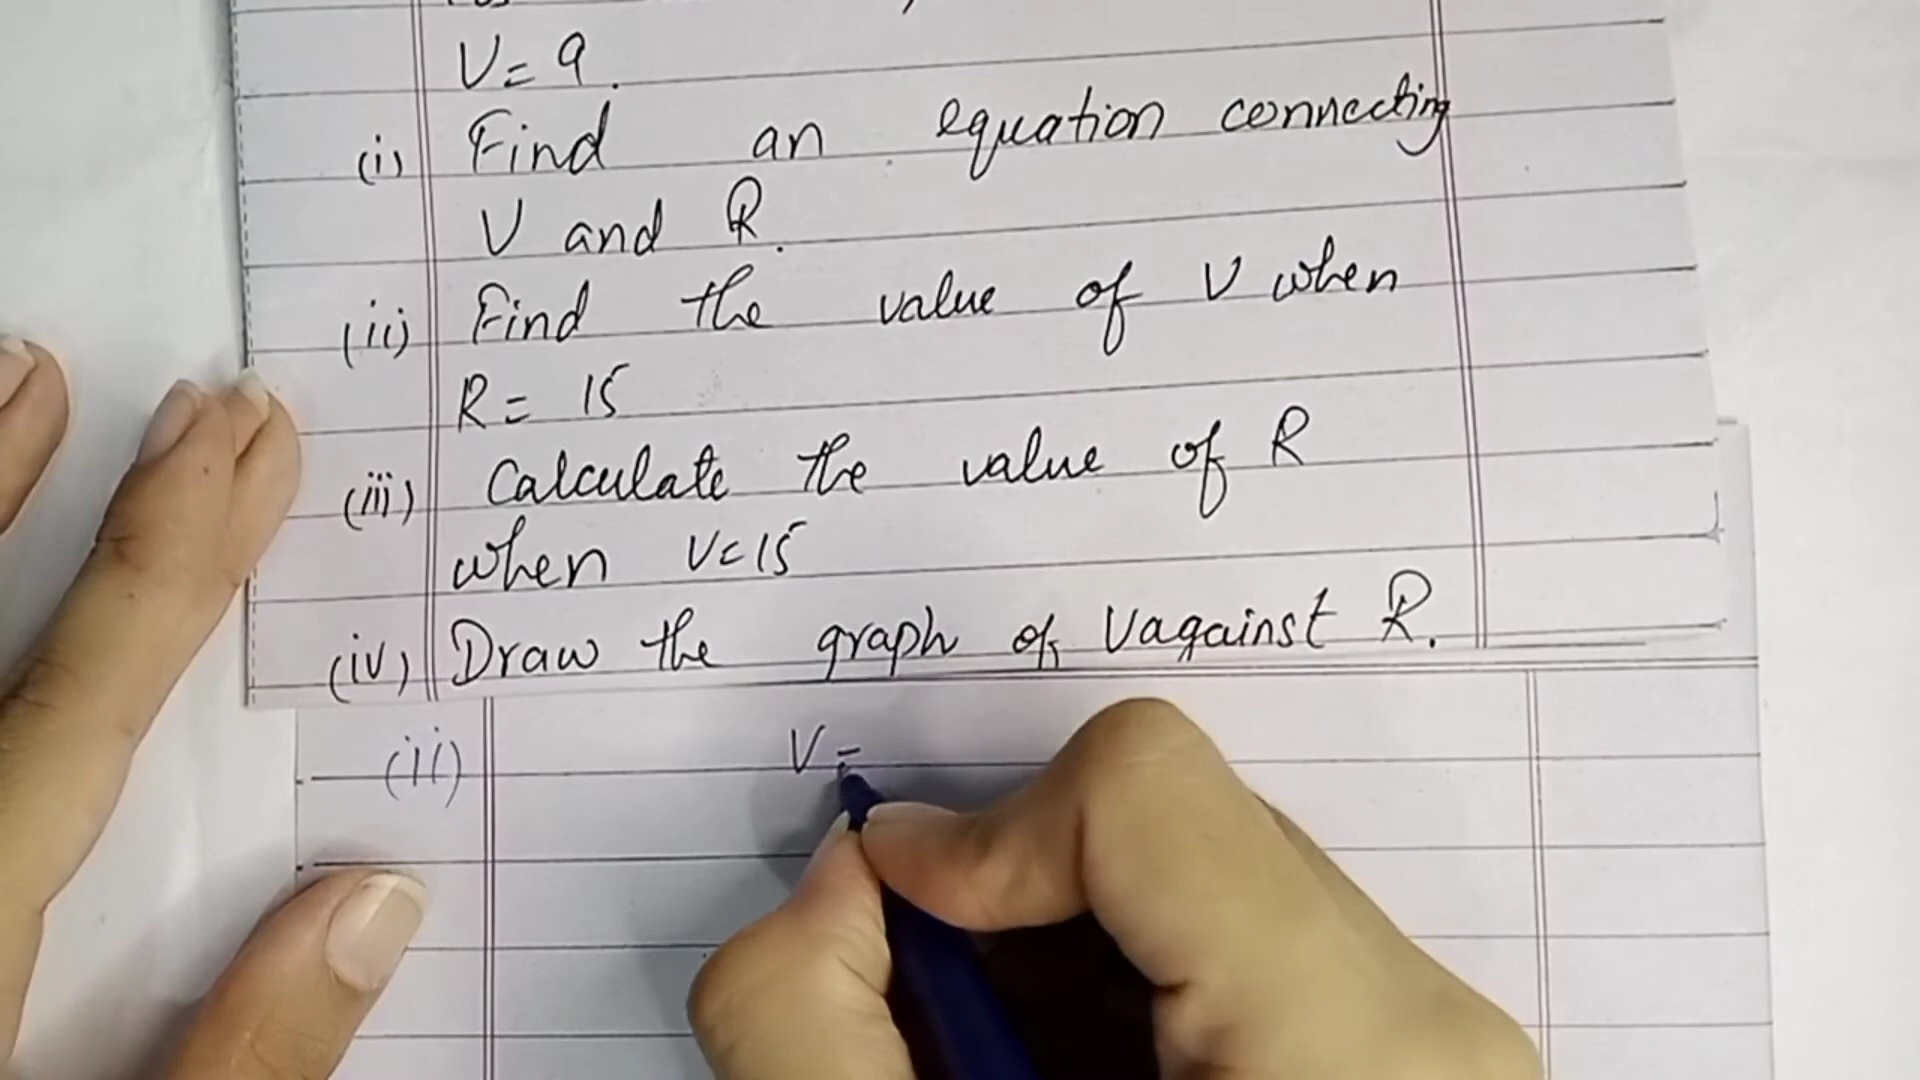 V = 9.
(i) Find an equation connecting
V and R.
(ii) Find the value of V when
R = 15
(iii) Calculate the value of R
when V=15
(iv) Draw the graph of V against R.
(ii) V =